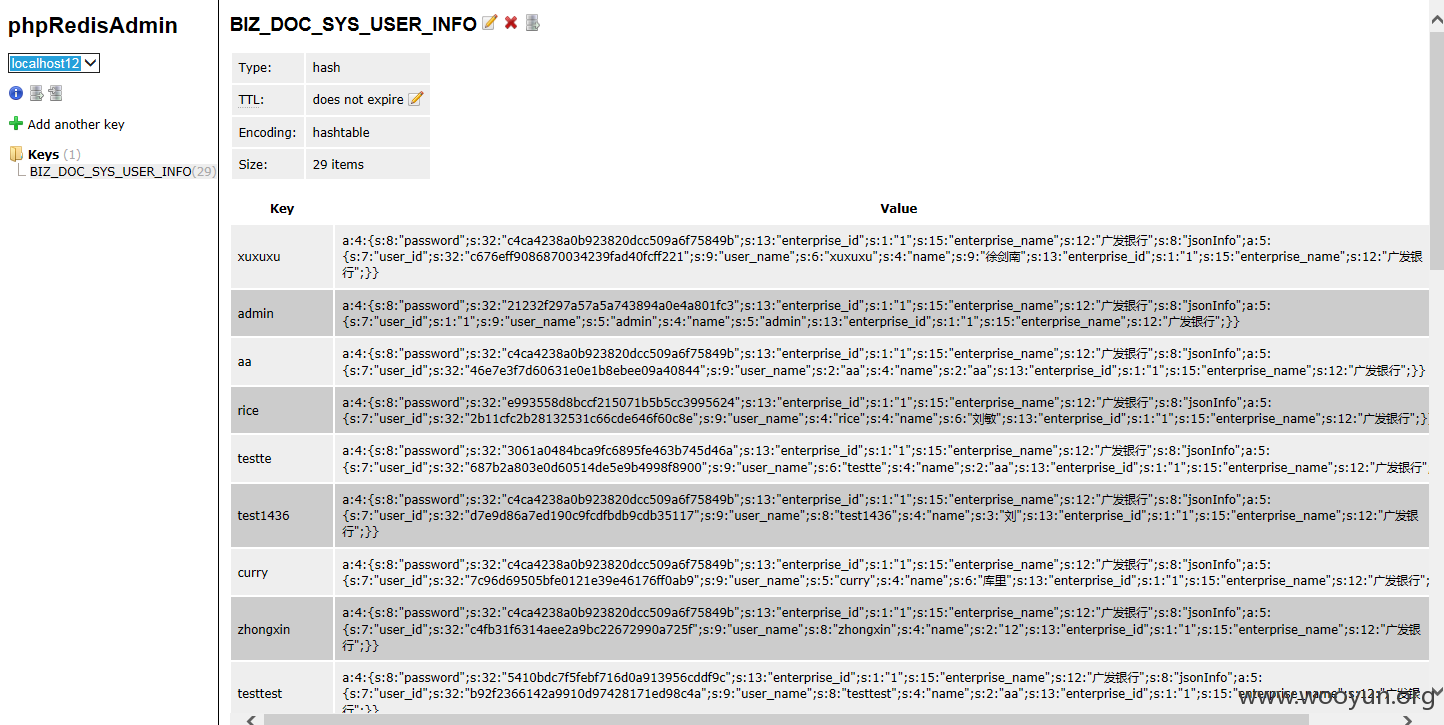 phpRedisAdmin
localhost12
Add another key
Keys (1)
BIZ_DOC_SYS_USER_INFO(29)
BIZ_DOC_SYS_USER_INFO
Type: hash
TTL: does not expire
Encoding: hashtable
Size: 29 items
Key Value
xuxuxu
a:4:{s:8:"password";s:32:"c4ca4238a0b923820dcc509a6f75849b";s:13:"enterprise_id";s:1:"1";s:15:"enterprise_name";s:12:"广发银行";s:8:"jsonInfo";a:5:
{s:7:"user_id";s:32:"c676eff9086870034239fad40fcff221";s:9:"user_name";s:6:"xuxuxu";s:4:"name";s:9:"徐剑南";s:13:"enterprise_id";s:1:"1";s:15:"enterprise_name";s:12:"广发银
行";}}
admin
a:4:{s:8:"password";s:32:"21232f297a57a5a743894a0e4a801fc3";s:13:"enterprise_id";s:1:"1";s:15:"enterprise_name";s:12:"广发银行";s:8:"jsonInfo";a:5:
{s:7:"user_id";s:1:"1";s:9:"user_name";s:5:"admin";s:4:"name";s:5:"admin";s:13:"enterprise_id";s:1:"1";s:15:"enterprise_name";s:12:"广发银行";}}
aa
a:4:{s:8:"password";s:32:"c4ca4238a0b923820dcc509a6f75849b";s:13:"enterprise_id";s:1:"1";s:15:"enterprise_name";s:12:"广发银行";s:8:"jsonInfo";a:5:
{s:7:"user_id";s:32:"46e7e3f7d60631e0e1b8ebee09a40844";s:9:"user_name";s:2:"aa";s:4:"name";s:2:"aa";s:13:"enterprise_id";s:1:"1";s:15:"enterprise_name";s:12:"广发银行";}}
rice
a:4:{s:8:"password";s:32:"e993558d8bccf215071b5b5cc3995624";s:13:"enterprise_id";s:1:"1";s:15:"enterprise_name";s:12:"广发银行";s:8:"jsonInfo";a:5:
{s:7:"user_id";s:32:"2b11cfc2b28132531c66cde646f60c8e";s:9:"user_name";s:4:"rice";s:4:"name";s:6:"刘敏";s:13:"enterprise_id";s:1:"1";s:15:"enterprise_name";s:12:"广发银行";}
testte
a:4:{s:8:"password";s:32:"3061a0484bca9fc6895fe463b745d46a";s:13:"enterprise_id";s:1:"1";s:15:"enterprise_name";s:12:"广发银行";s:8:"jsonInfo";a:5:
{s:7:"user_id";s:32:"687b2a803e0d60514de5e9b4998f8900";s:9:"user_name";s:6:"testte";s:4:"name";s:2:"aa";s:13:"enterprise_id";s:1:"1";s:15:"enterprise_name";s:12:"广发银行";
test1436
a:4:{s:8:"password";s:32:"c4ca4238a0b923820dcc509a6f75849b";s:13:"enterprise_id";s:1:"1";s:15:"enterprise_name";s:12:"广发银行";s:8:"jsonInfo";a:5:
{s:7:"user_id";s:32:"d7e9d86a7ed190c9fcdfbdb9cdb35117";s:9:"user_name";s:8:"test1436";s:4:"name";s:3:"刘";s:13:"enterprise_id";s:1:"1";s:15:"enterprise_name";s:12:"广发银
行";}}
curry
a:4:{s:8:"password";s:32:"c4ca4238a0b923820dcc509a6f75849b";s:13:"enterprise_id";s:1:"1";s:15:"enterprise_name";s:12:"广发银行";s:8:"jsonInfo";a:5:
{s:7:"user_id";s:32:"7c96d69505bfe0121e39e46176ff0ab9";s:9:"user_name";s:5:"curry";s:4:"name";s:6:"库里";s:13:"enterprise_id";s:1:"1";s:15:"enterprise_name";s:12:"广发银行";
zhongxin
a:4:{s:8:"password";s:32:"c4ca4238a0b923820dcc509a6f75849b";s:13:"enterprise_id";s:1:"1";s:15:"enterprise_name";s:12:"广发银行";s:8:"jsonInfo";a:5:
{s:7:"user_id";s:32:"c4fb31f6314aee2a9bc22672990a725f";s:9:"user_name";s:8:"zhongxin";s:4:"name";s:2:"12";s:13:"enterprise_id";s:1:"1";s:15:"enterprise_name";s:12:"广发银
行";}}
testtest
a:4:{s:8:"password";s:32:"5410bdc7f5febf716d0a913956cddf9c";s:13:"enterprise_id";s:1:"1";s:15:"enterprise_name";s:12:"广发银行";s:8:"jsonInfo";a:5:
{s:7:"user_id";s:32:"b92f2366142a9910d97428171ed98c4a";s:9:"user_name";s:8:"testtest";s:4:"name";s:2:"aa";s:13:"enterprise_id";s:1:"1";s:15:"enterprise_name";s:12:"广发银
行";}}
www.wooyun.org